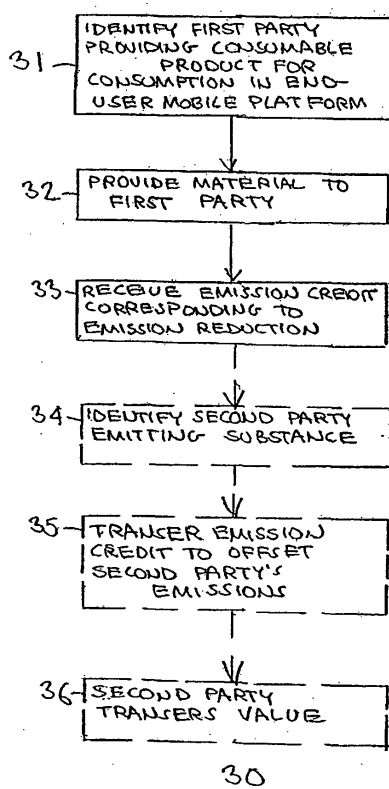 31
IDENTIFY FIRST PARTY
PROVIDING CONSUMABLE
PRODUCT FOR
CONSUMPTION IN END-
USER MOBILE PLATFORM
32
PROVIDE MATERIAL TO
FIRST PARTY
33
RECEIVE EMISSION CREDIT
CORRESPONDING TO
EMISSION REDUCTION
34
IDENTIFY SECOND PARTY
EMITTING SUBSTANCE
35
TRANSER EMISSION
CREDIT TO OFFSET
SECOND PARTY'S
EMISSIONS
36
SECOND PARTY
TRANSERS VALUE
30